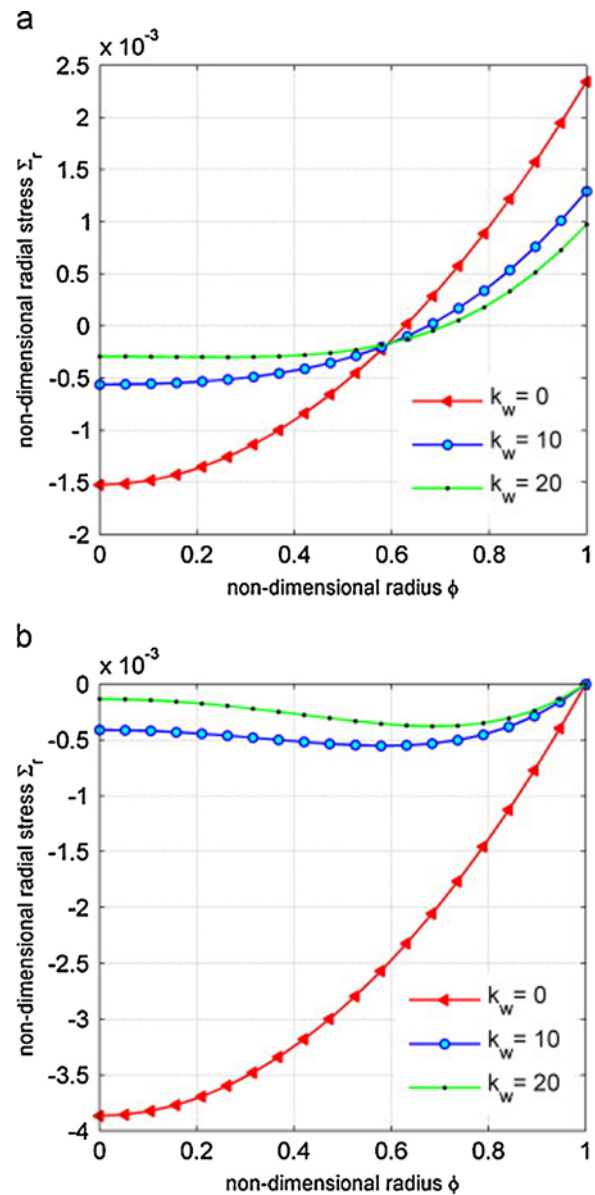 a
x 10⁻³
2.5
2
1.5
1
0.5
0
-0.5
-1
-1.5
-2
non-dimensional radial stress Σr
k_w = 0
k_w = 10
k_w = 20
0 0.2 0.4 0.6 0.8 1
non-dimensional radius ϕ
b
x 10⁻³
0
-0.5
-1
-1.5
-2
-2.5
-3
-3.5
-4
non-dimensional radial stress Σr
k_w = 0
k_w = 10
k_w = 20
0 0.2 0.4 0.6 0.8 1
non-dimensional radius ϕ